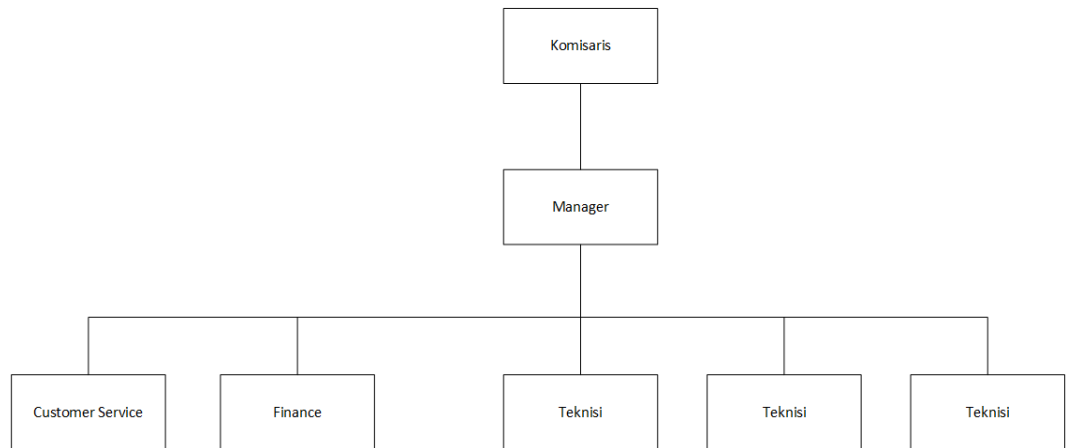 Komisaris
Manager
Customer Service
Finance
Teknisi
Teknisi
Teknisi